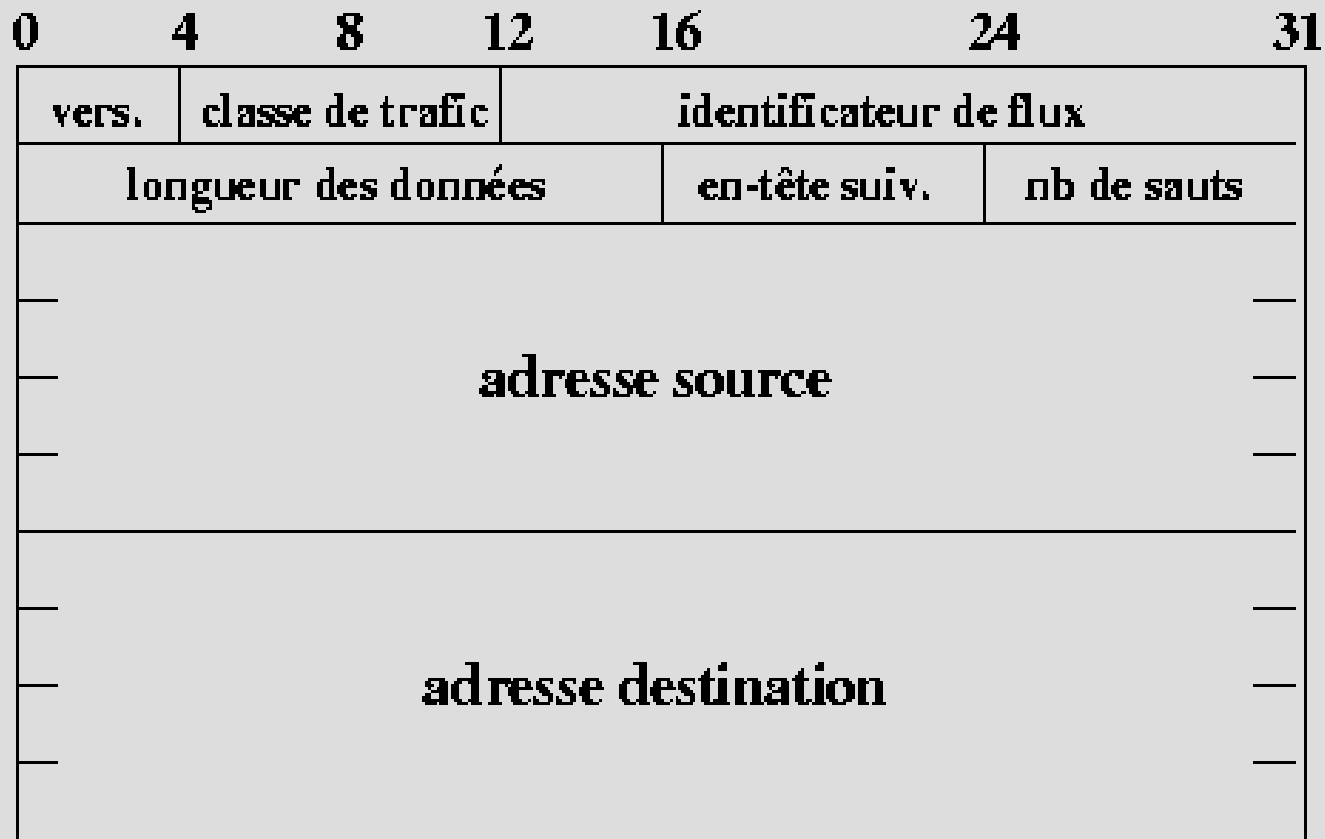 0 4 8 12 16 24 31
vers. classe de trafic identificateur de flux
longueur des données en-tête suiv. nb de sauts
adresse source
adresse destination